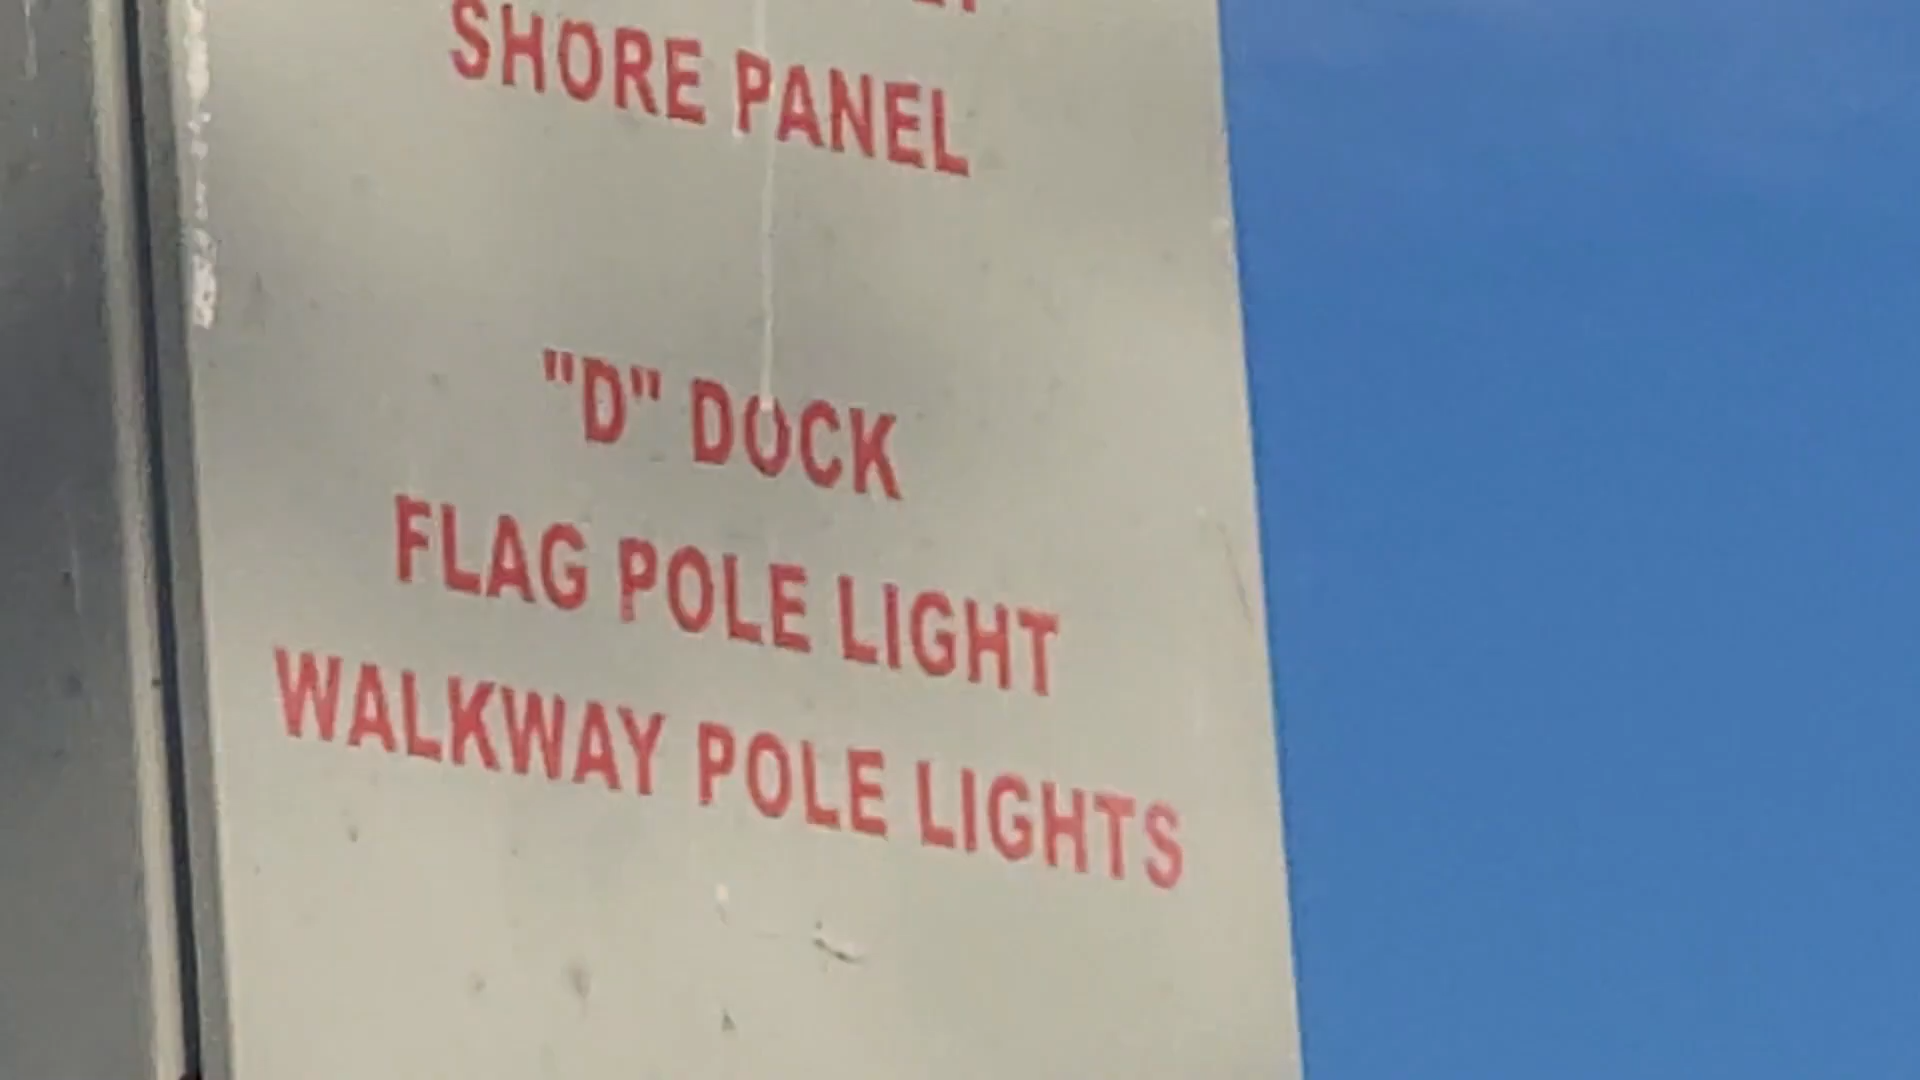 SHORE PANEL
"D" DOCK
FLAG POLE LIGHT
WALKWAY POLE LIGHTS